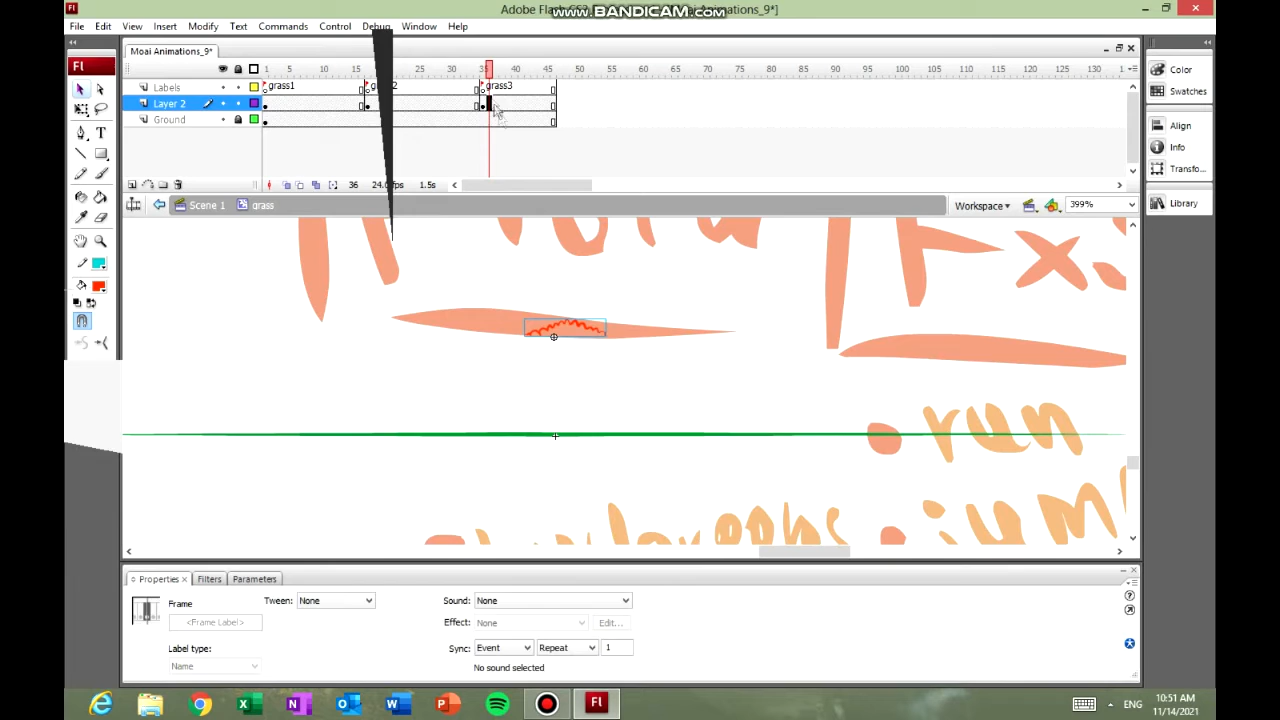 Adobe Flash CS3
Moai Animations_9*]
www.BANDICAM.com
File Edit View Insert Modify Text Commands Control Debug Window Help
Moai Animations_9*
1 5 10 15 25 30 35 40 45 50 55 60 65 70 75 80 85 90 95 100 105 110 115 120 125 130 1
Labels grass1 grass3
Layer 2
Ground
36 24.0 fps 1.5s
Scene 1 grass Workspace 399%
Fl
T
Color
Swatches
Align
Info
Transfo...
Library
run
Properties Filters Parameters
Frame Tween: None Sound: None
<Frame Label> Effect: None Edit...
Label type: Sync: Event Repeat 1
Name No sound selected
ENG 10:51 AM
11/14/2021